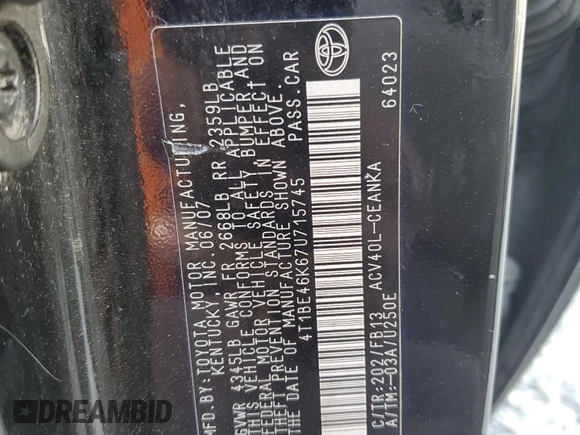 MFD. BY: TOYOTA MOTOR MANUFACTURING,
KENTUCKY, INC. 06/07
GVWR 4345LB GAWR FR 2668LB RR 2359LB
THIS VEHICLE CONFORMS TO ALL APPLICABLE
FEDERAL MOTOR VEHICLE SAFETY, BUMPER, AND
THEFT PREVENTION STANDARDS IN EFFECT ON
THE DATE OF MANUFACTURE SHOWN ABOVE.
4T1BE46K67U715745 PASS. CAR
ACV40L-CEANKA
C/TR:202/FB13
A/TM:-03A/U250E 64023
DREAMBID